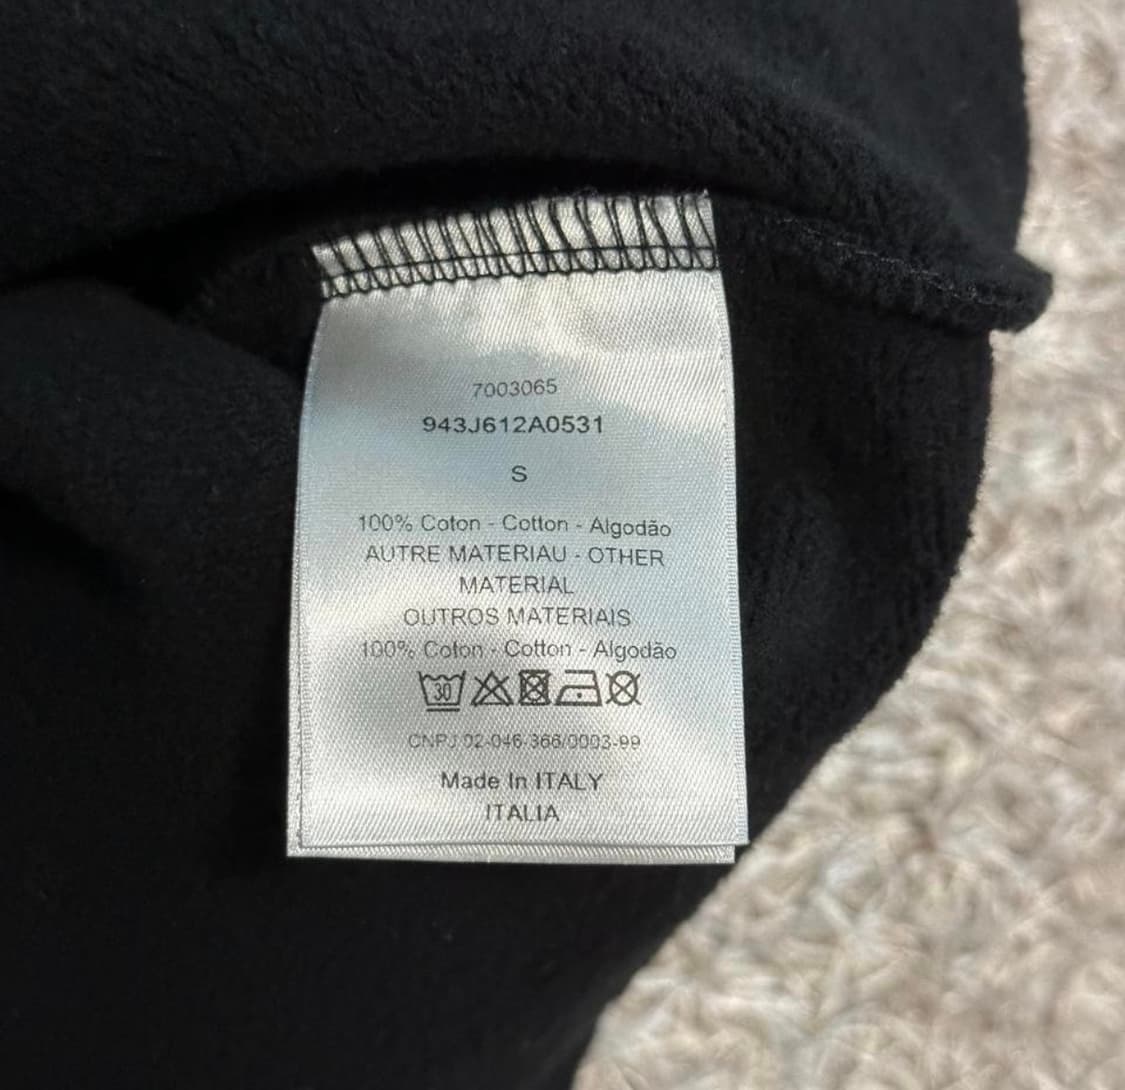 7003065
943J612A0531
S
100% Coton - Cotton - Algodão
AUTRE MATERIAU - OTHER
MATERIAL
OUTROS MATERIAIS
100% Coton - Cotton - Algodão
30
CNPJ 02-046-366/0003-99
Made In ITALY
ITALIA